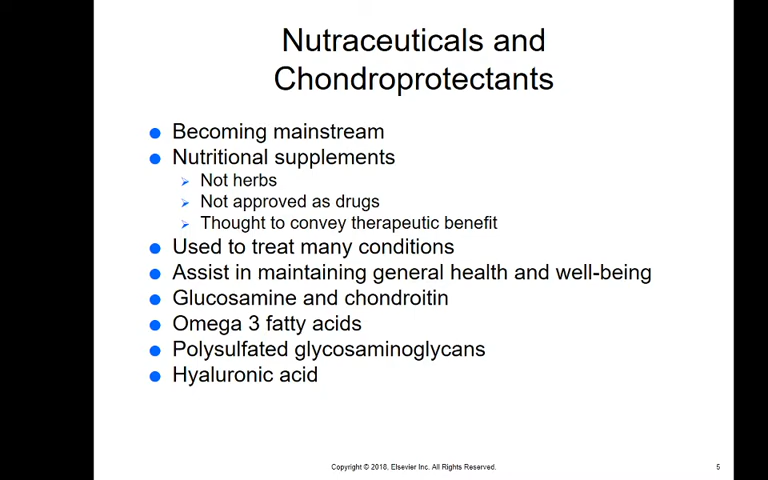 Nutraceuticals and
Chondroprotectants
Becoming mainstream
Nutritional supplements
Not herbs
Not approved as drugs
Thought to convey therapeutic benefit
Used to treat many conditions
Assist in maintaining general health and well-being
Glucosamine and chondroitin
Omega 3 fatty acids
Polysulfated glycosaminoglycans
Hyaluronic acid
Copyright © 2018, Elsevier Inc. All Rights Reserved.
5